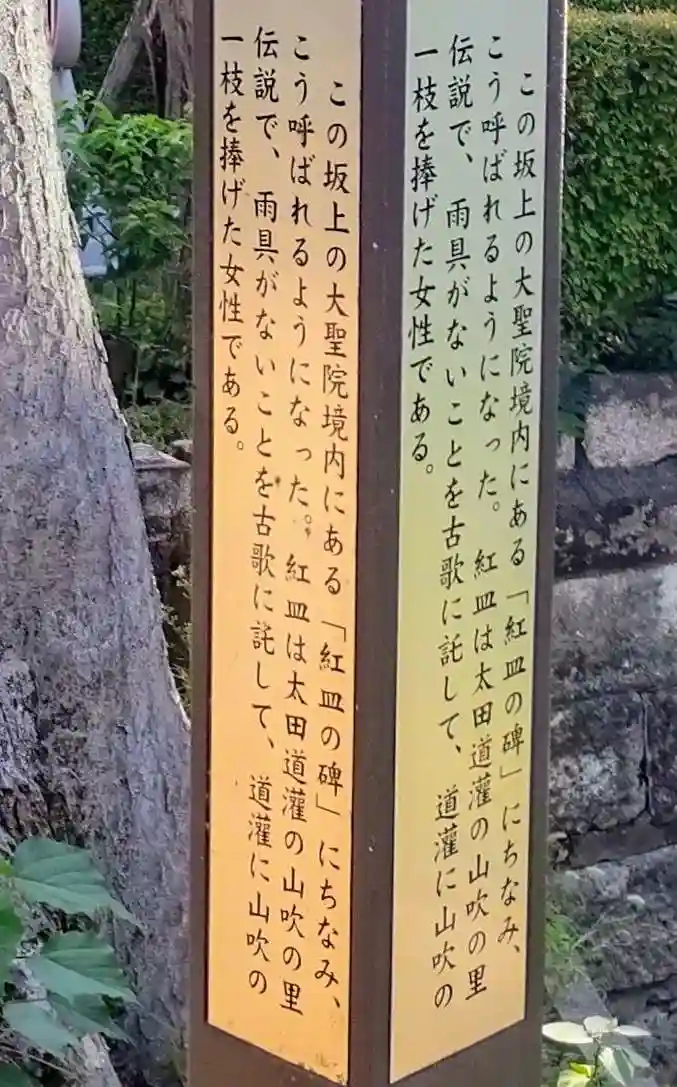 この坂上の大聖院境内にある「紅皿の碑」にちなみ、
こう呼ばれるようになった。紅皿は太田道灌の山吹の里
伝説で、雨具がないことを古歌に託して、道灌に山吹の
一枝を捧げた女性である。
この坂上の大聖院境内にある「紅皿の碑」にちなみ、
こう呼ばれるようになった。紅皿は太田道灌の山吹の里
伝説で、雨具がないことを古歌に託して、道灌に山吹の
一枝を捧げた女性である。